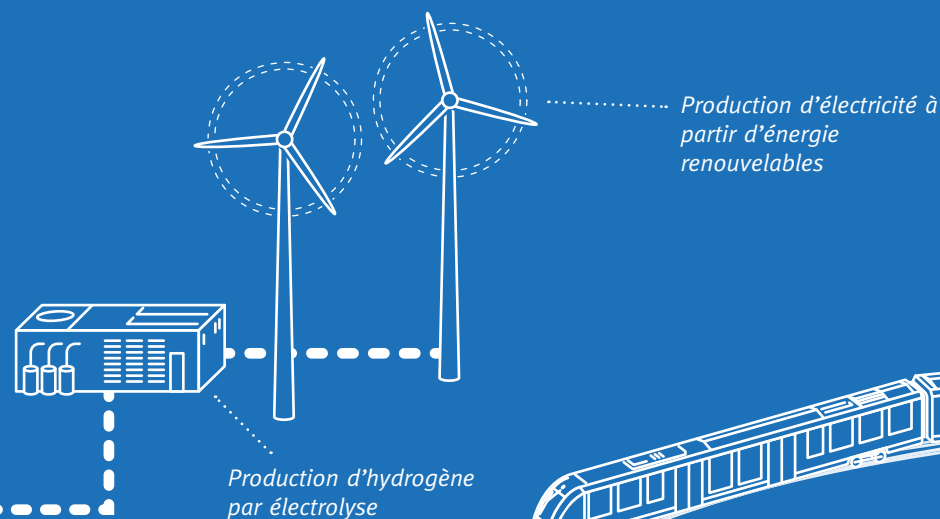 Production d’électricité à
partir d’énergie
renouvelables
Production d’hydrogène
par électrolyse